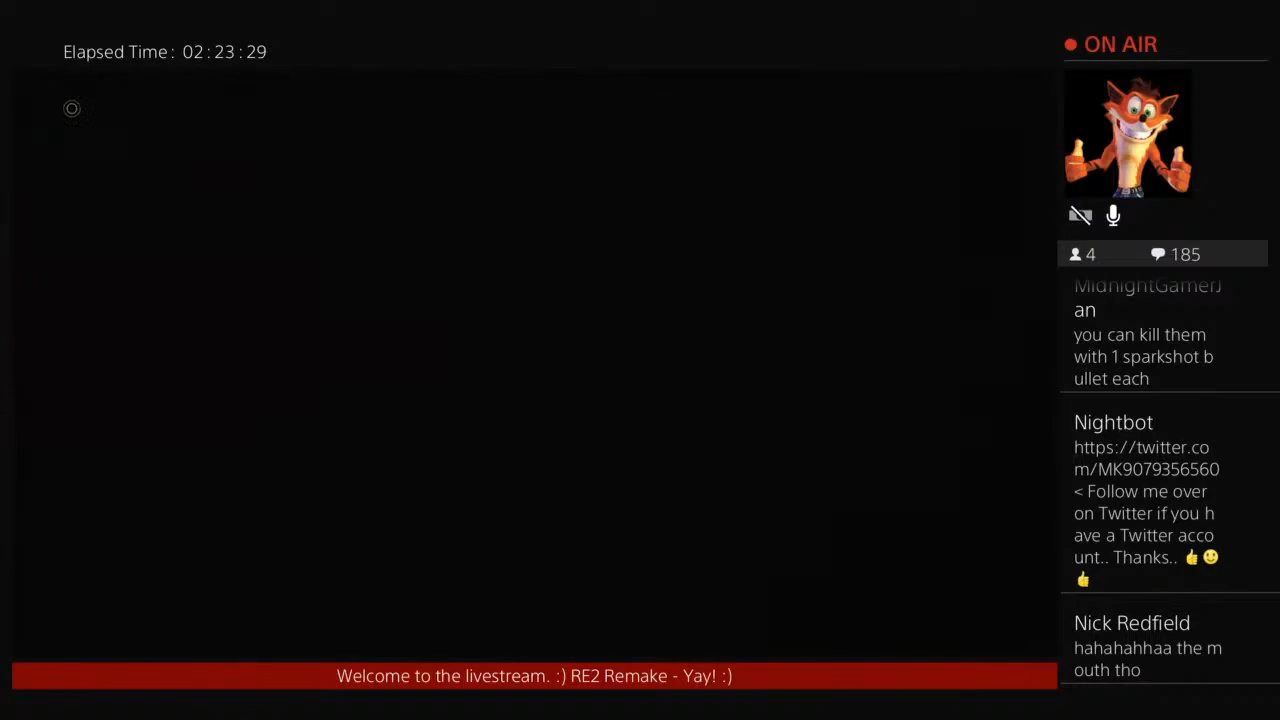 Elapsed Time: 02:23:29
ON AIR
4 185
MidnightGamerJ
an
you can kill them
with 1 sparkshot b
ullet each
Nightbot
https://twitter.co
m/MK9079356560
< Follow me over
on Twitter if you h
ave a Twitter acco
unt.. Thanks.. 👍🙂
👍
Nick Redfield
hahahahhaa the m
outh tho
Welcome to the livestream. :) RE2 Remake - Yay! :)